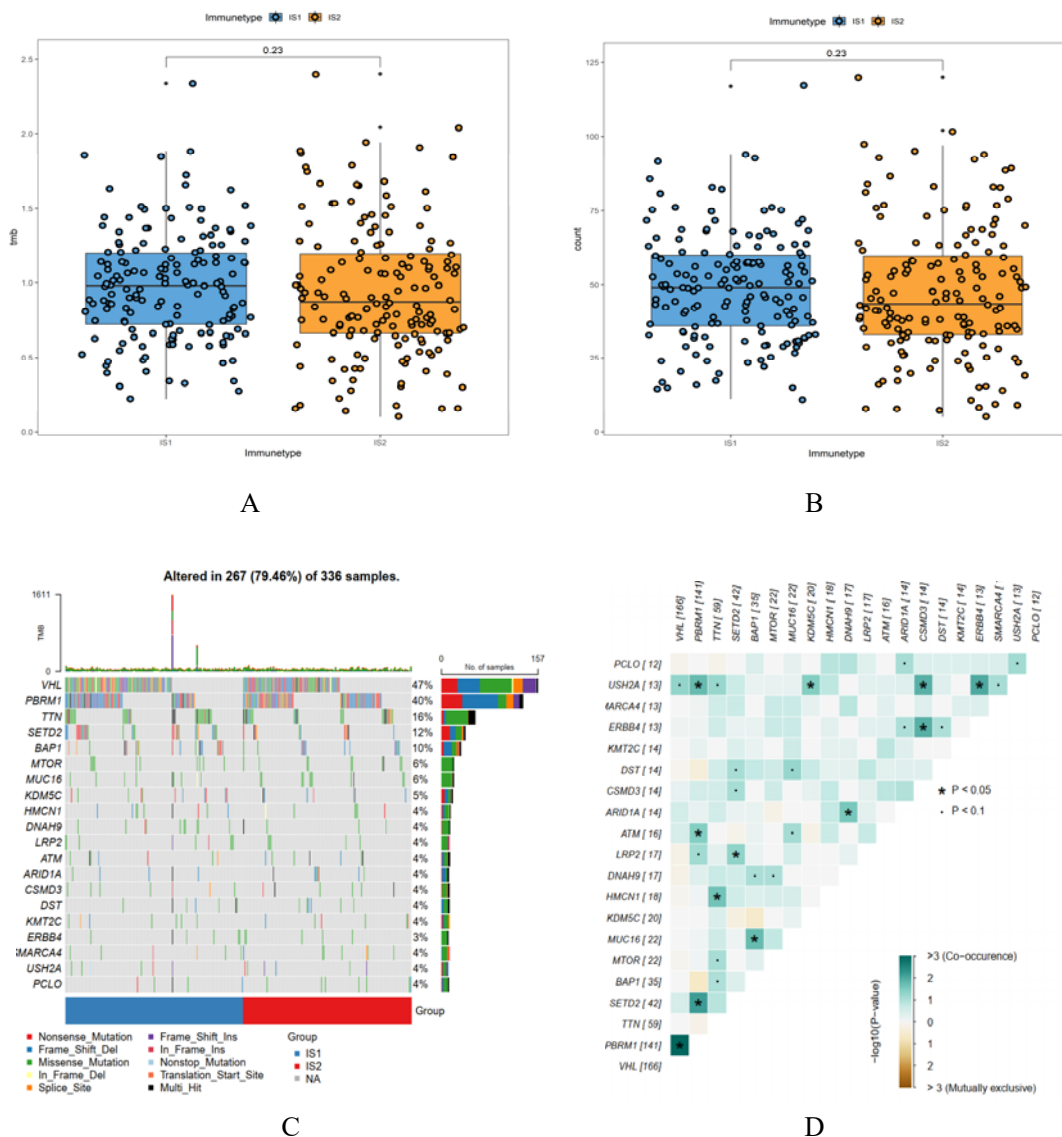 Immunetype IS1 IS2
0.23
2.5
2.0
1.5
1.0
0.5
0.0
tmb
IS1 IS2
Immunetype
A
Immunetype IS1 IS2
0.23
125
100
75
50
25
0
count
IS1 IS2
Immunetype
B
Altered in 267 (79.46%) of 336 samples.
1611
TMB
0
No. of samples
0 157
VHL 47%
PBRM1 40%
TTN 16%
SETD2 12%
BAP1 10%
MTOR 6%
MUC16 6%
KDM5C 5%
HMCN1 4%
DNAH9 4%
LRP2 4%
ATM 4%
ARID1A 4%
CSMD3 4%
DST 4%
KMT2C 4%
ERBB4 3%
SMARCA4 4%
USH2A 4%
PCLO 4%
Group
Nonsense_Mutation
Frame_Shift_Del
Missense_Mutation
In_Frame_Del
Splice_Site
Frame_Shift_Ins
In_Frame_Ins
Nonstop_Mutation
Translation_Start_Site
Multi_Hit
Group
IS1
IS2
NA
C
VHL [166]
PBRM1 [141]
TTN [59]
SETD2 [42]
BAP1 [35]
MTOR [22]
MUC16 [22]
KDM5C [20]
HMCN1 [18]
DNAH9 [17]
LRP2 [17]
ATM [16]
ARID1A [14]
CSMD3 [14]
DST [14]
KMT2C [14]
ERBB4 [13]
SMARCA4 [
USH2A [13]
PCLO [12]
PCLO [12]
USH2A [13]
MARCA4 [13]
ERBB4 [13]
KMT2C [14]
DST [14]
CSMD3 [14]
ARID1A [14]
ATM [16]
LRP2 [17]
DNAH9 [17]
HMCN1 [18]
KDM5C [20]
MUC16 [22]
MTOR [22]
BAP1 [35]
SETD2 [42]
TTN [59]
PBRM1 [141]
VHL [166]
* P < 0.05
· P < 0.1
-log10(P-value)
>3 (Co-occurence)
2
1
0
1
2
> 3 (Mutually exclusive)
D